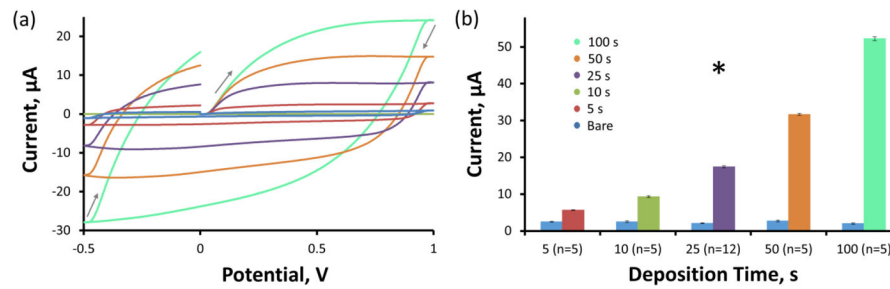 (a)
20
10
0
-10
-20
-30
Current, µA
-0.5
0
0.5
1
Potential, V
(b)
50
40
30
20
10
0
Current, µA
100 s
50 s
25 s
10 s
5 s
Bare
*
5 (n=5)
10 (n=5)
25 (n=12)
50 (n=5)
100 (n=5)
Deposition Time, s